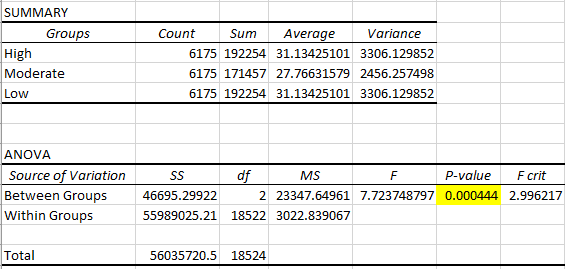 SUMMARY
Groups Count Sum Average Variance
High 6175 192254 31.13425101 3306.129852
Moderate 6175 171457 27.76631579 2456.257498
Low 6175 192254 31.13425101 3306.129852
ANOVA
Source of Variation SS df MS F P-value F crit
Between Groups 46695.29922 2 23347.64961 7.723748797 0.000444 2.996217
Within Groups 55989025.21 18522 3022.839067
Total 56035720.5 18524